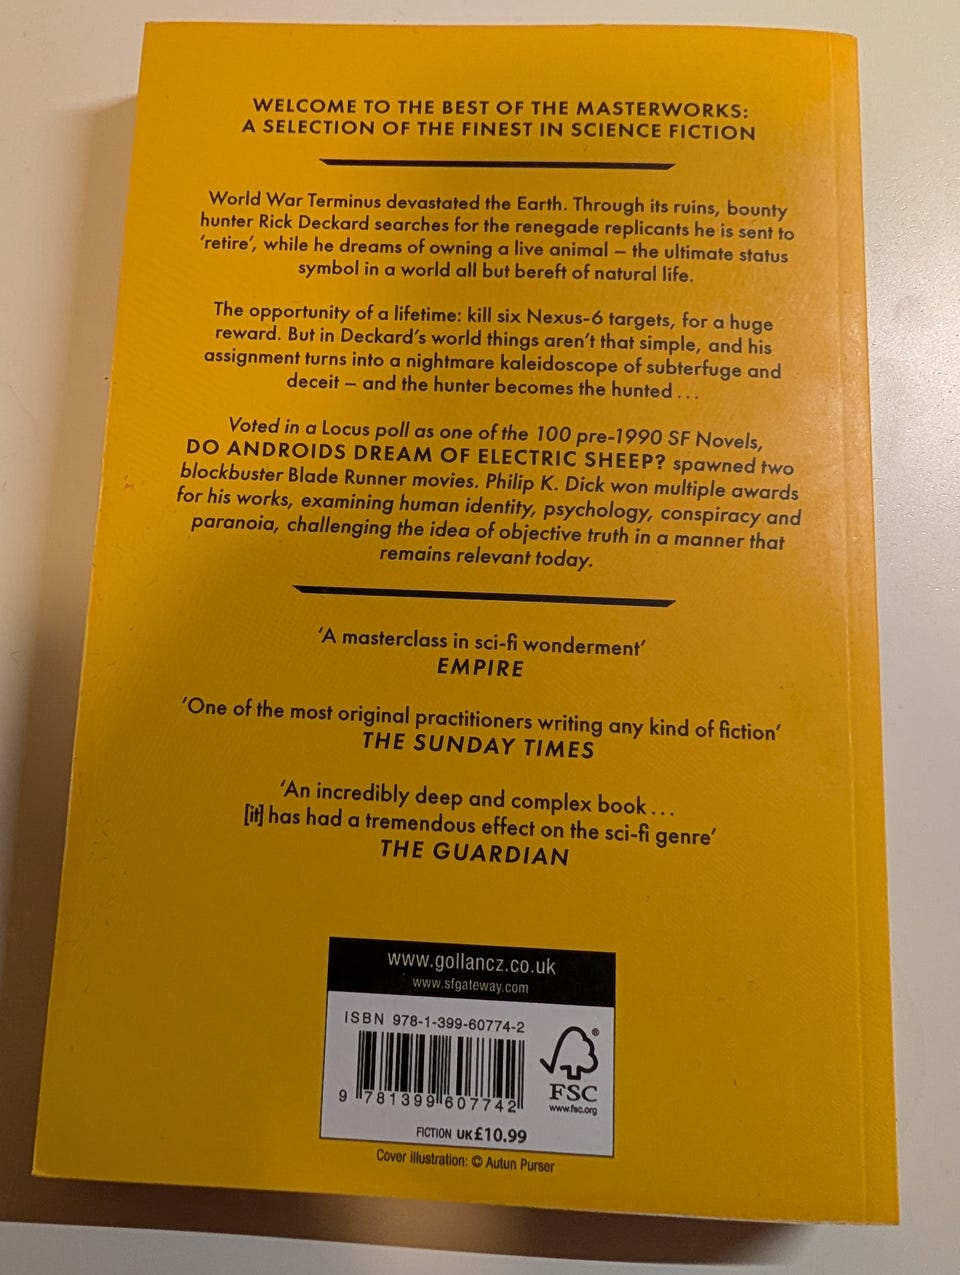 WELCOME TO THE BEST OF THE MASTERWORKS:
A SELECTION OF THE FINEST IN SCIENCE FICTION
World War Terminus devastated the Earth. Through its ruins, bounty
hunter Rick Deckard searches for the renegade replicants he is sent to
‘retire’, while he dreams of owning a live animal – the ultimate status
symbol in a world all but bereft of natural life.
The opportunity of a lifetime: kill six Nexus-6 targets, for a huge
reward. But in Deckard’s world things aren’t that simple, and his
assignment turns into a nightmare kaleidoscope of subterfuge and
deceit – and the hunter becomes the hunted ...
Voted in a Locus poll as one of the 100 pre-1990 SF Novels,
DO ANDROIDS DREAM OF ELECTRIC SHEEP? spawned two
blockbuster Blade Runner movies. Philip K. Dick won multiple awards
for his works, examining human identity, psychology, conspiracy and
paranoia, challenging the idea of objective truth in a manner that
remains relevant today.
‘A masterclass in sci-fi wonderment’
EMPIRE
‘One of the most original practitioners writing any kind of fiction’
THE SUNDAY TIMES
‘An incredibly deep and complex book ...
[it] has had a tremendous effect on the sci-fi genre’
THE GUARDIAN
www.gollancz.co.uk
www.sfgateway.com
ISBN 978-1-399-60774-2
9 781399 607742
®
FSC
www.fsc.org
FICTION UK£10.99
Cover illustration: © Autun Purser